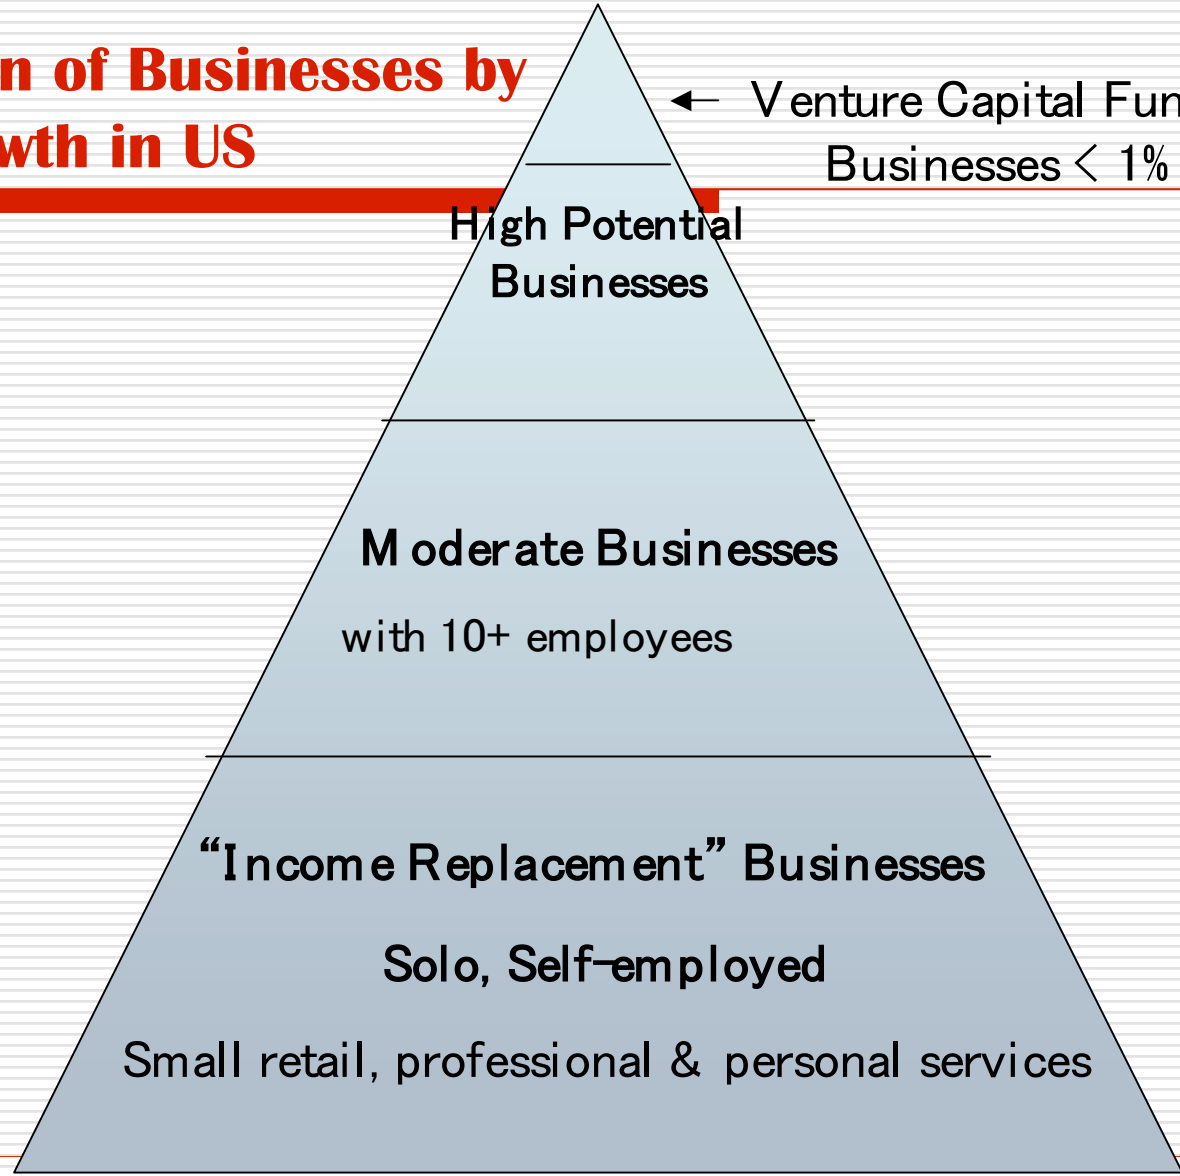 n of Businesses by
wth in US
← Venture Capital Fun
Businesses < 1%
High Potential
Businesses
Moderate Businesses
with 10+ employees
“Income Replacement” Businesses
Solo, Self-employed
Small retail, professional & personal services